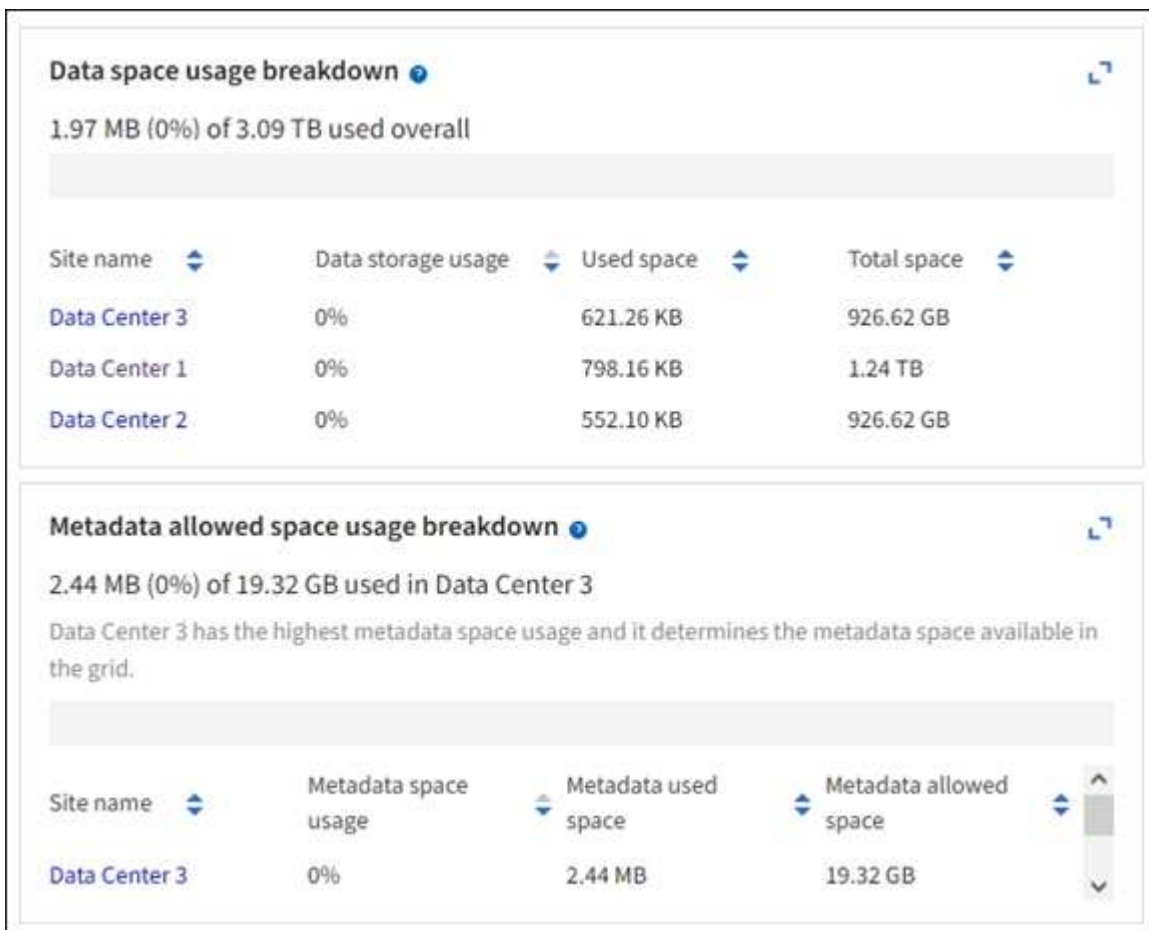 Data space usage breakdown ?
1.97 MB (0%) of 3.09 TB used overall
Site name Data storage usage Used space Total space
Data Center 3 0% 621.26 KB 926.62 GB
Data Center 1 0% 798.16 KB 1.24 TB
Data Center 2 0% 552.10 KB 926.62 GB
Metadata allowed space usage breakdown ?
2.44 MB (0%) of 19.32 GB used in Data Center 3
Data Center 3 has the highest metadata space usage and it determines the metadata space available in
the grid.
Site name Metadata space usage Metadata used space Metadata allowed space
Data Center 3 0% 2.44 MB 19.32 GB